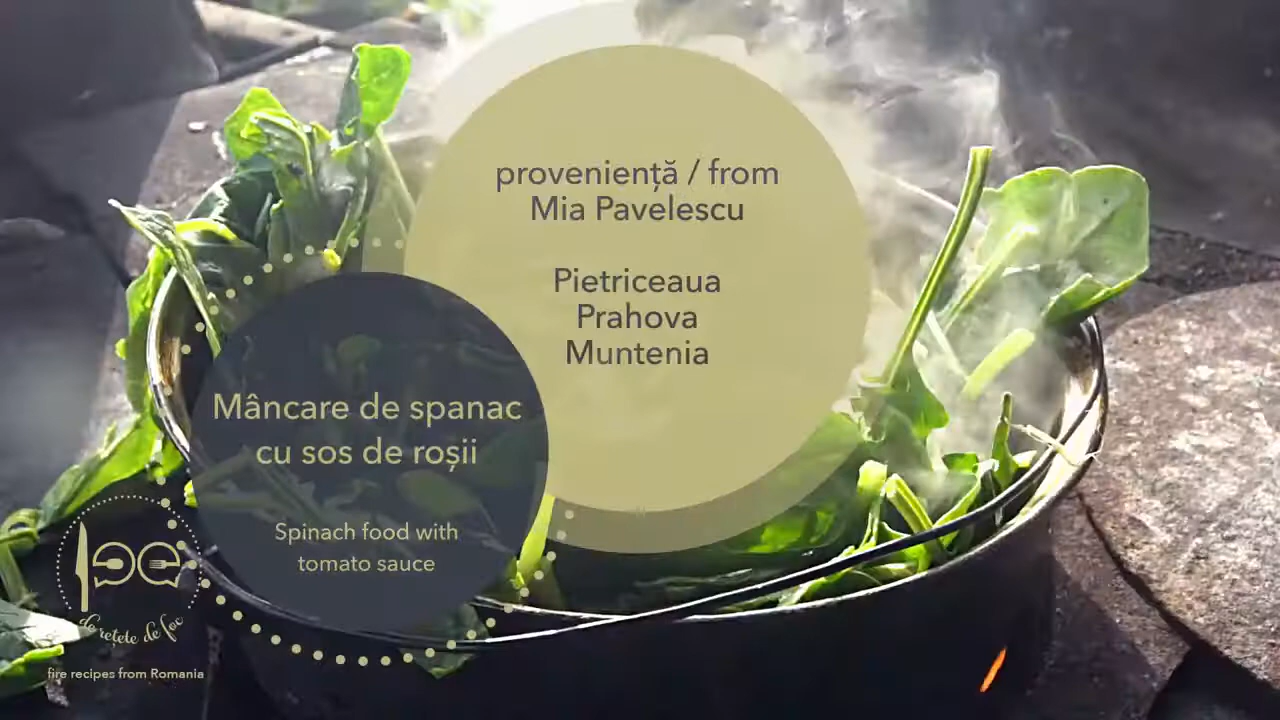 proveniență / from
Mia Pavelescu
Pietriceaua
Prahova
Muntenia
Mâncare de spanac
cu sos de roșii
Spinach food with
tomato sauce
de rețete de foc
fire recipes from Romania